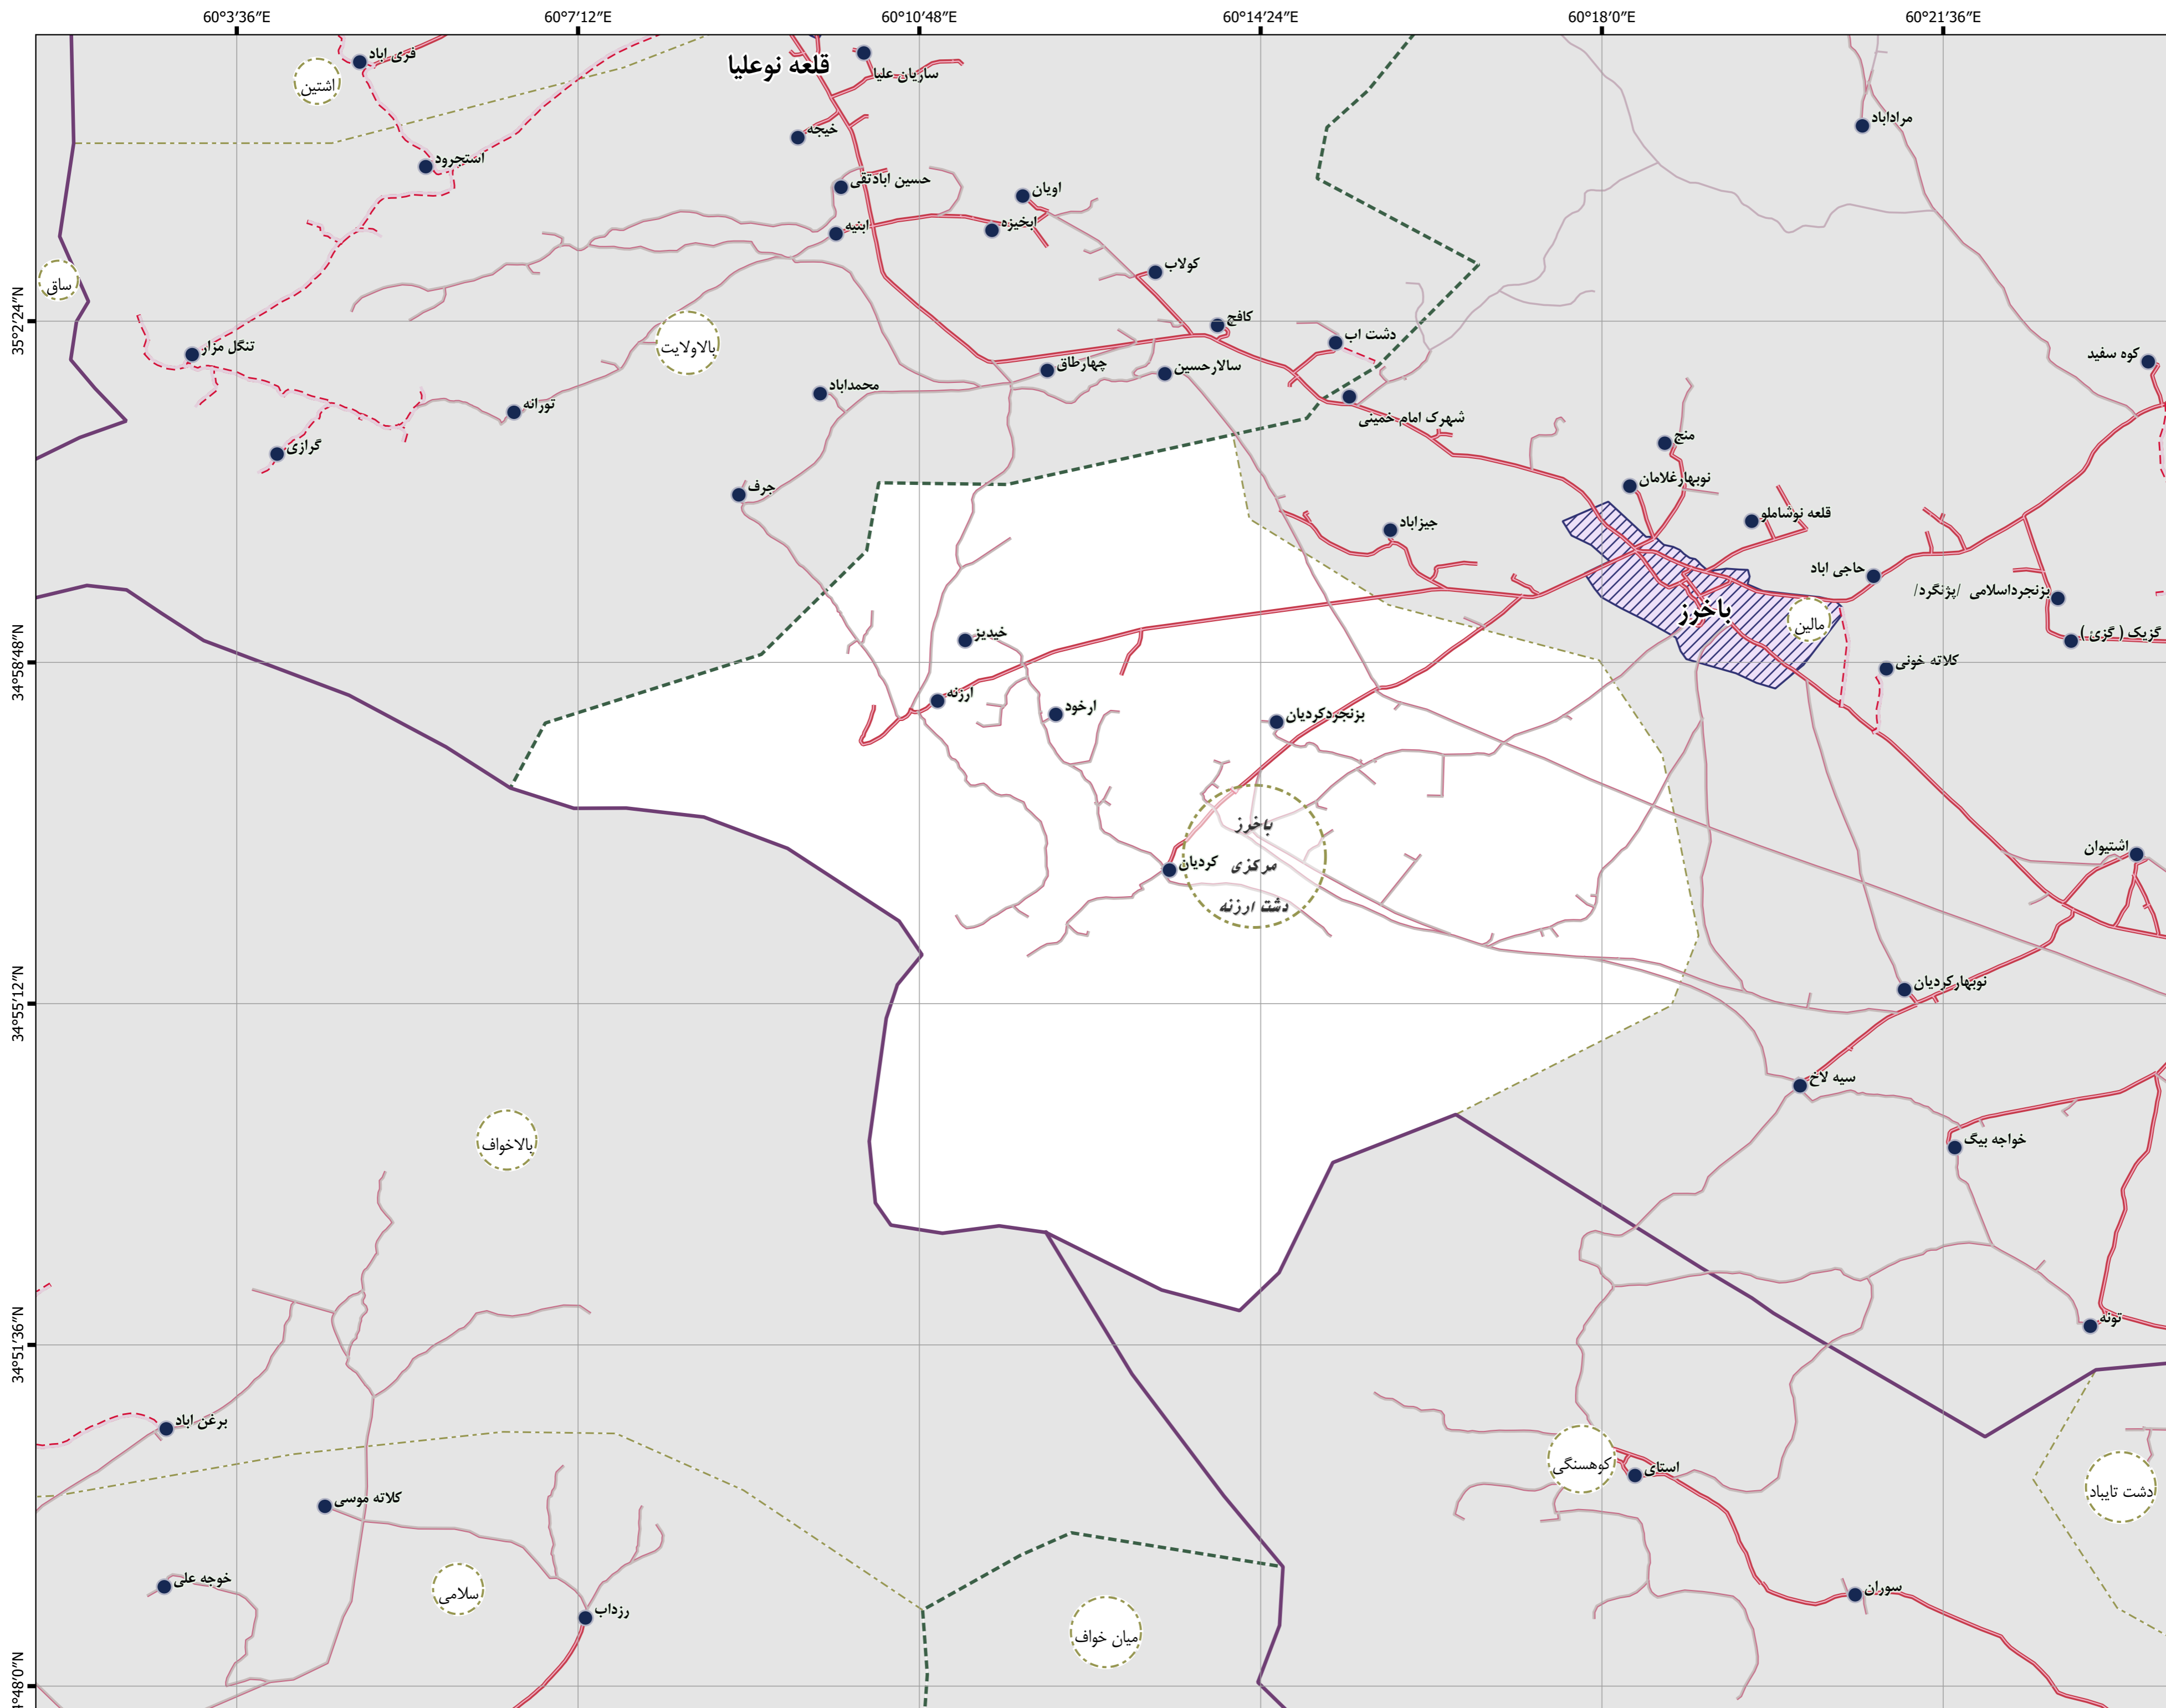 60°3'36"E
60°7'12"E
60°10'48"E
60°14'24"E
60°18'0"E
60°21'36"E
فری اباد
اشتین
قلعه نوعلیا
ساریان علیا
خیجه
مراداباد
استجرود
حسین ابادتقی
اویان
ابنیه
ابخیزه
کولاب
ساق
35°2'24"N
کافج
دشت اب
تنگل مزار
بالاولایت
چهارطاق
سالارحسین
کوه سفید
محمداباد
تورانه
شهرک امام خمینی
گرازی
منج
جرف
نوبهارغلامان
جیزاباد
قلعه نوشاملو
حاجی اباد
بزنجرداسلامی /پژنگرد/
باخرز
مالین
خیدیز
گزیک ( گزئ )
کلاته خونی
34°58'48"N
ارزنه
ارخود
بزنجردکردیان
باخرز
مرکزی
دشت ارزنه
کردیان
اشتیوان
نوبهارکردیان
34°55'12"N
سیه لاخ
بالاخواف
خواجه بیگ
تونه
34°51'36"N
برغن اباد
کوهسنگی
استای
دشت تایباد
کلاته موسی
خوجه علی
سلامی
رزداب
میان خواف
سوران
4°48'0"N